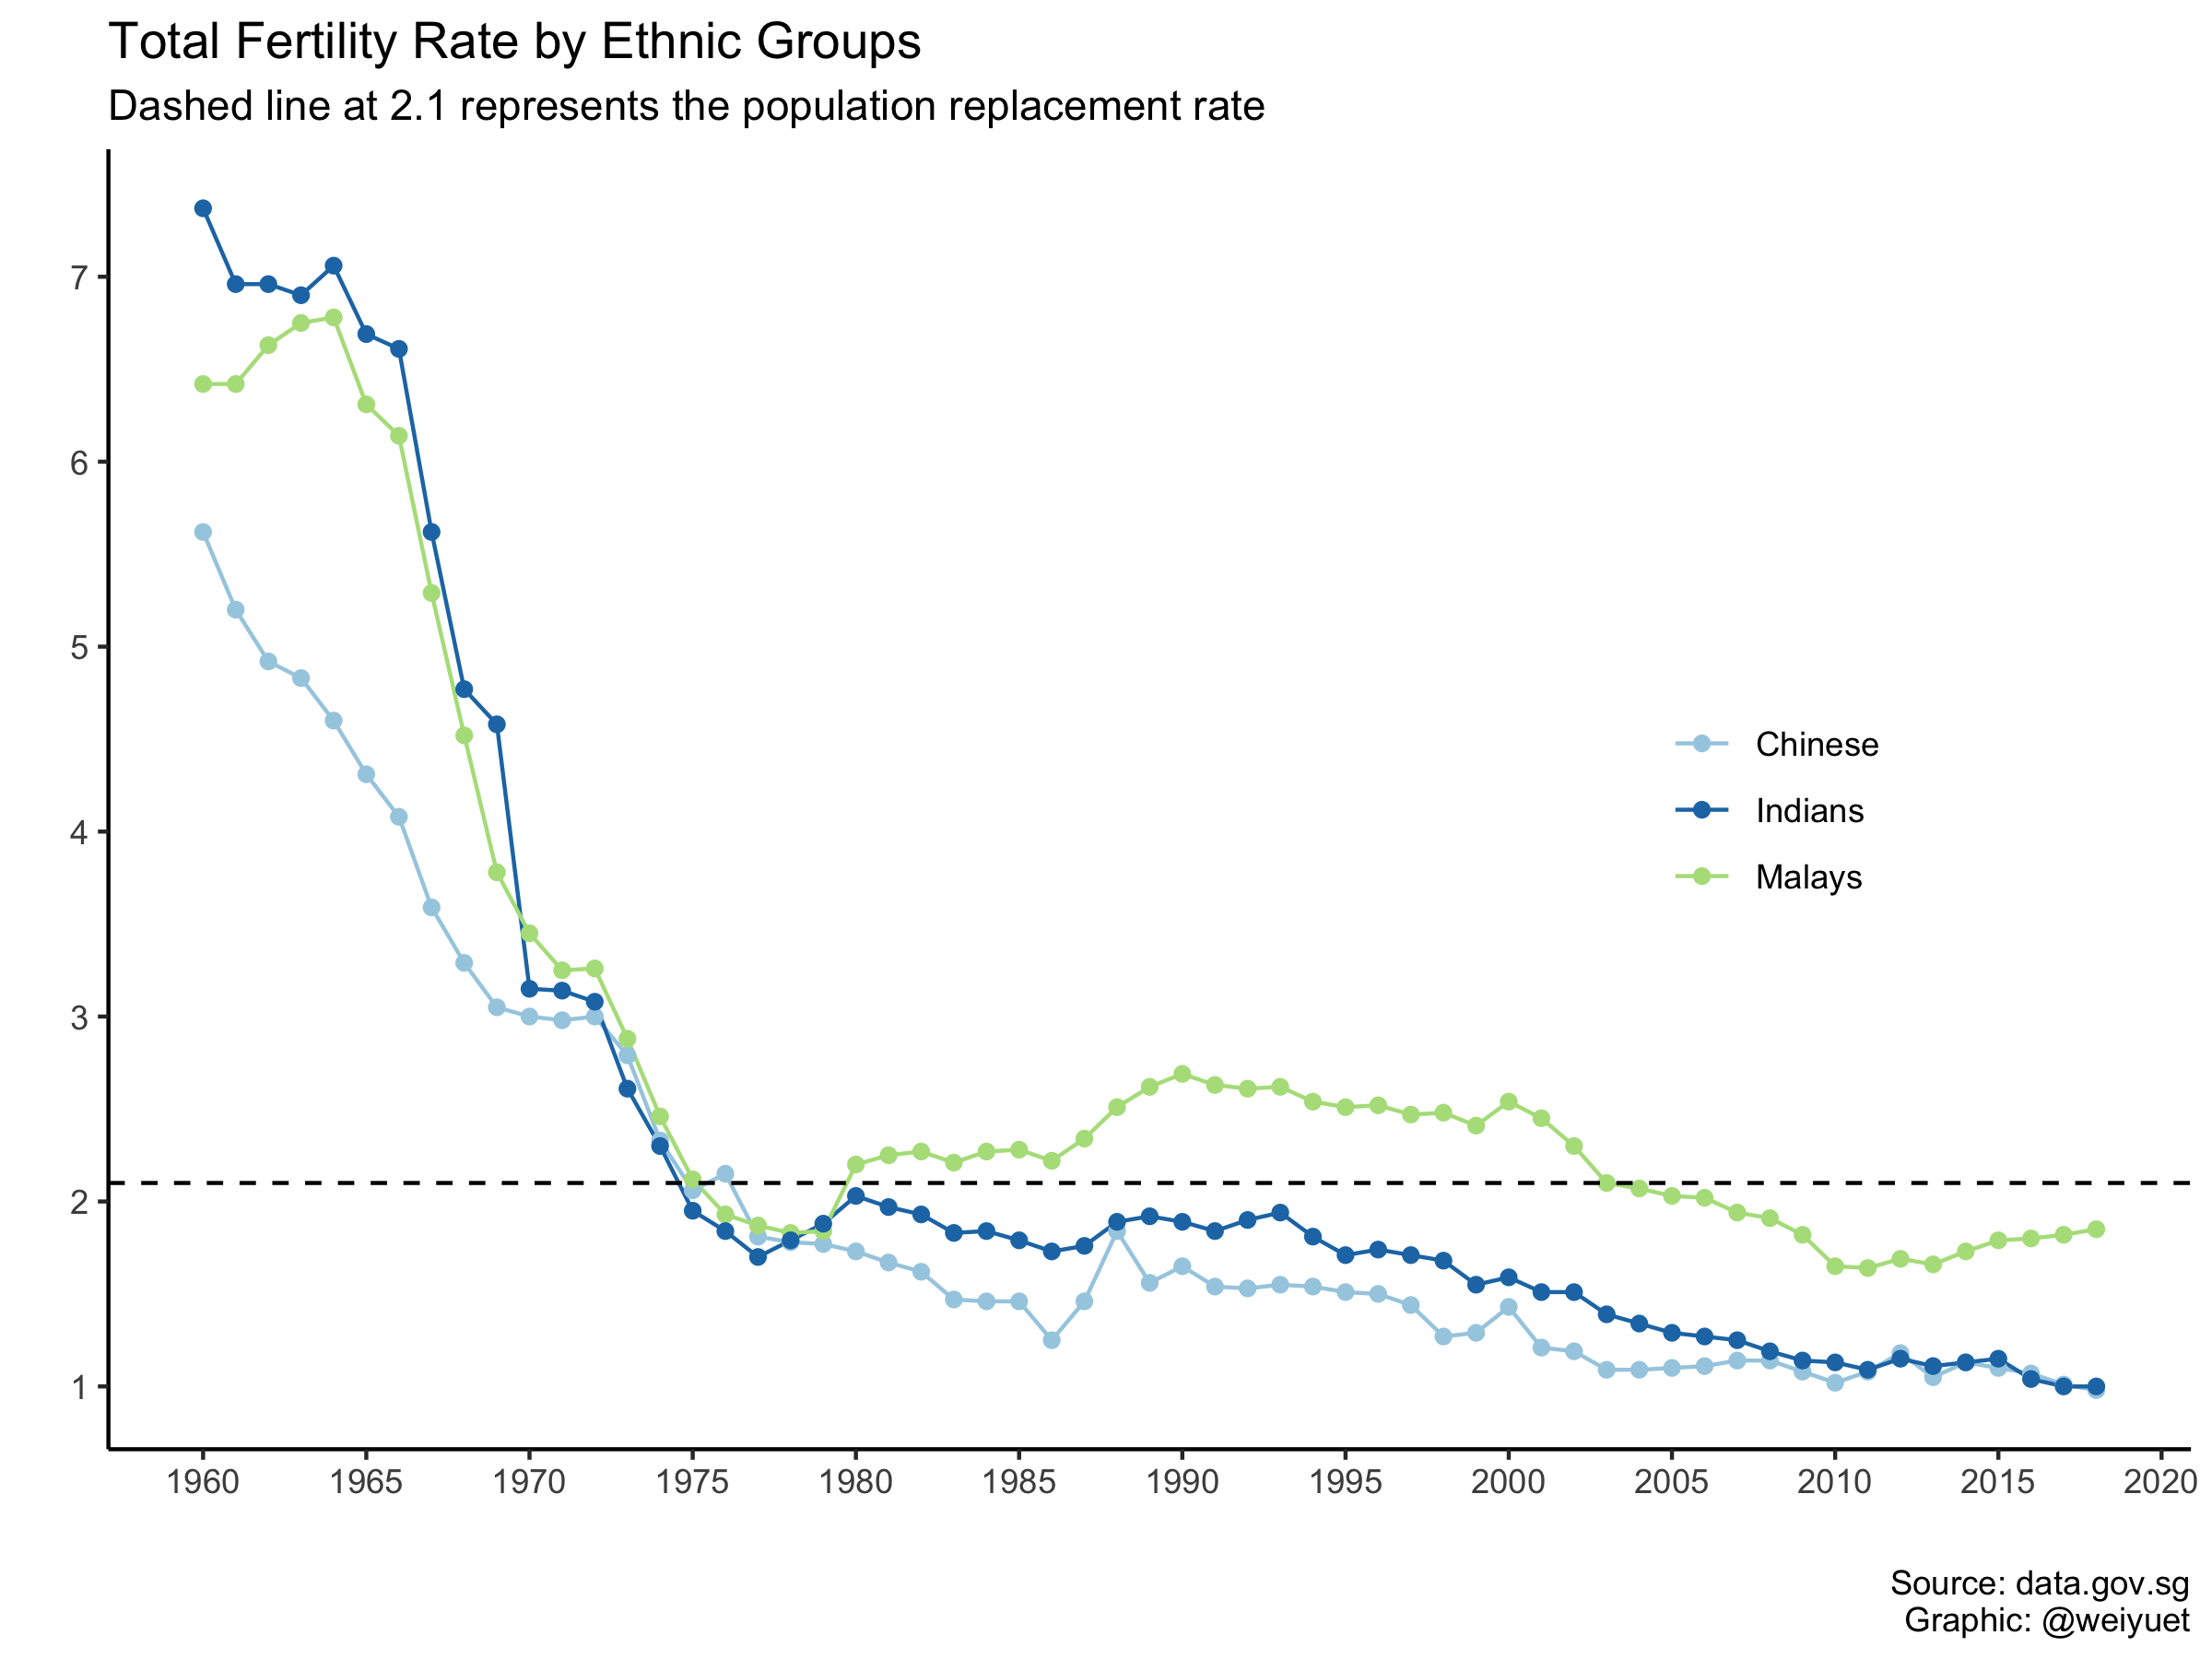 Total Fertility Rate by Ethnic Groups
Dashed line at 2.1 represents the population replacement rate
7
6
5
4
3
2
1
Chinese
Indians
Malays
1960 1965 1970 1975 1980 1985 1990 1995 2000 2005 2010 2015 2020
Source: data.gov.sg
Graphic: @weiyuet